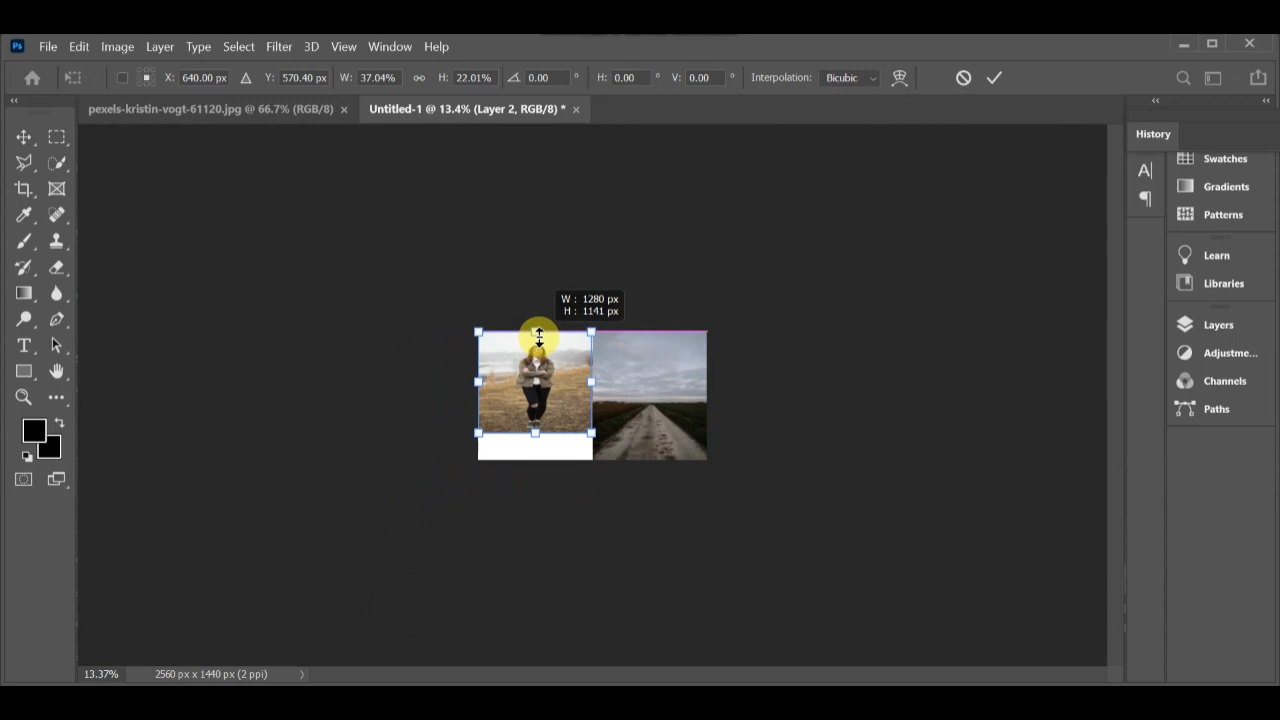 Ps File Edit Image Layer Type Select Filter 3D View Window Help
X: 640.00 px Y: 570.40 px W: 37.04% H: 22.01% 0.00 ° H: 0.00 ° V: 0.00 ° Interpolation: Bicubic
pexels-kristin-vogt-61120.jpg @ 66.7% (RGB/8) × Untitled-1 @ 13.4% (Layer 2, RGB/8) * ×
History
Swatches
Gradients
Patterns
Learn
Libraries
Layers
Adjustme...
Channels
Paths
W : 1280 px
H : 1141 px
13.37% 2560 px x 1440 px (2 ppi)